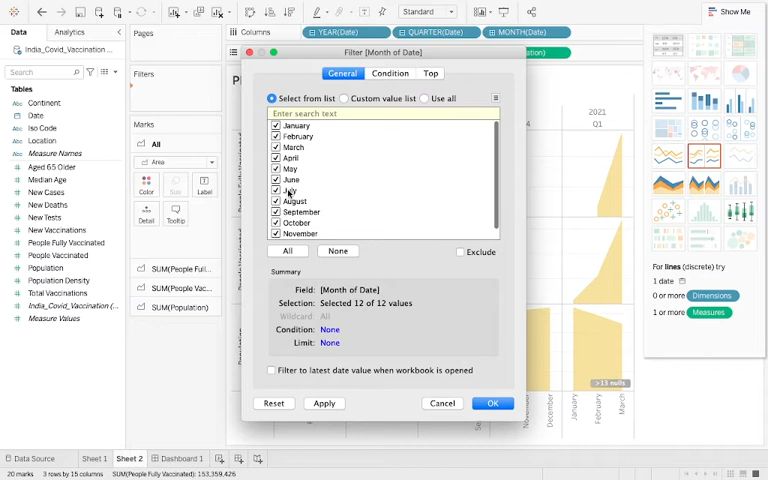 Standard
Show Me
Data
Analytics
Pages
Columns
YEAR(Date)
QUARTER(Date)
MONTH(Date)
India_Covid_Vaccination ...
Filter [Month of Date]
Search
Filters
General
Condition
Top
Tables
Continent
Date
Iso Code
Location
Measure Names
Aged 65 Older
Median Age
New Cases
New Deaths
New Tests
New Vaccinations
People Fully Vaccinated
People Vaccinated
Population
Population Density
Total Vaccinations
India_Covid_Vaccination (...
Measure Values
Marks
All
Area
Color
Size
Label
Detail
Tooltip
SUM(People Full...
SUM(People Vac...
SUM(Population)
Select from list
Custom value list
Use all
Enter search text
January
February
March
April
May
June
July
August
September
October
November
All
None
Exclude
Summary
Field: [Month of Date]
Selection: Selected 12 of 12 values
Wildcard: All
Condition: None
Limit: None
Filter to latest date value when workbook is opened
Reset
Apply
Cancel
OK
2021
Q1
>13 nulls
December
January
February
March
For lines (discrete) try
1 date
0 or more Dimensions
1 or more Measures
Data Source
Sheet 1
Sheet 2
Dashboard 1
20 marks
3 rows by 15 columns
SUM(People Fully Vaccinated): 153,359,426